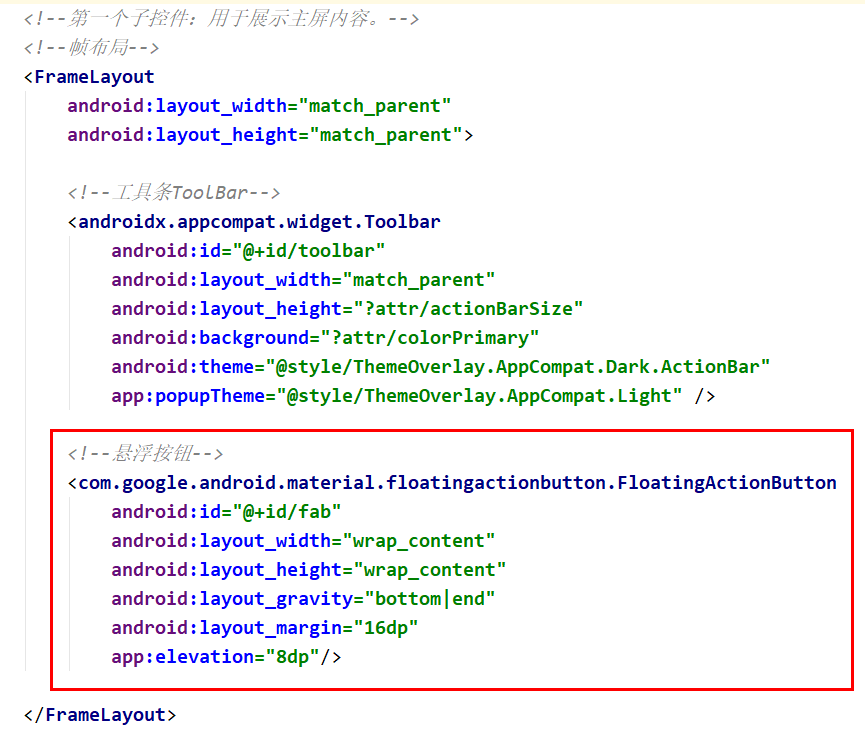 <!--第一个子控件：用于展示主屏内容。-->
<!--帧布局-->
<FrameLayout
    android:layout_width="match_parent"
    android:layout_height="match_parent">

    <!--工具条ToolBar-->
    <androidx.appcompat.widget.Toolbar
        android:id="@+id/toolbar"
        android:layout_width="match_parent"
        android:layout_height="?attr/actionBarSize"
        android:background="?attr/colorPrimary"
        android:theme="@style/ThemeOverlay.AppCompat.Dark.ActionBar"
        app:popupTheme="@style/ThemeOverlay.AppCompat.Light" />

    <!--悬浮按钮-->
    <com.google.android.material.floatingactionbutton.FloatingActionButton
        android:id="@+id/fab"
        android:layout_width="wrap_content"
        android:layout_height="wrap_content"
        android:layout_gravity="bottom|end"
        android:layout_margin="16dp"
        app:elevation="8dp"/>

</FrameLayout>